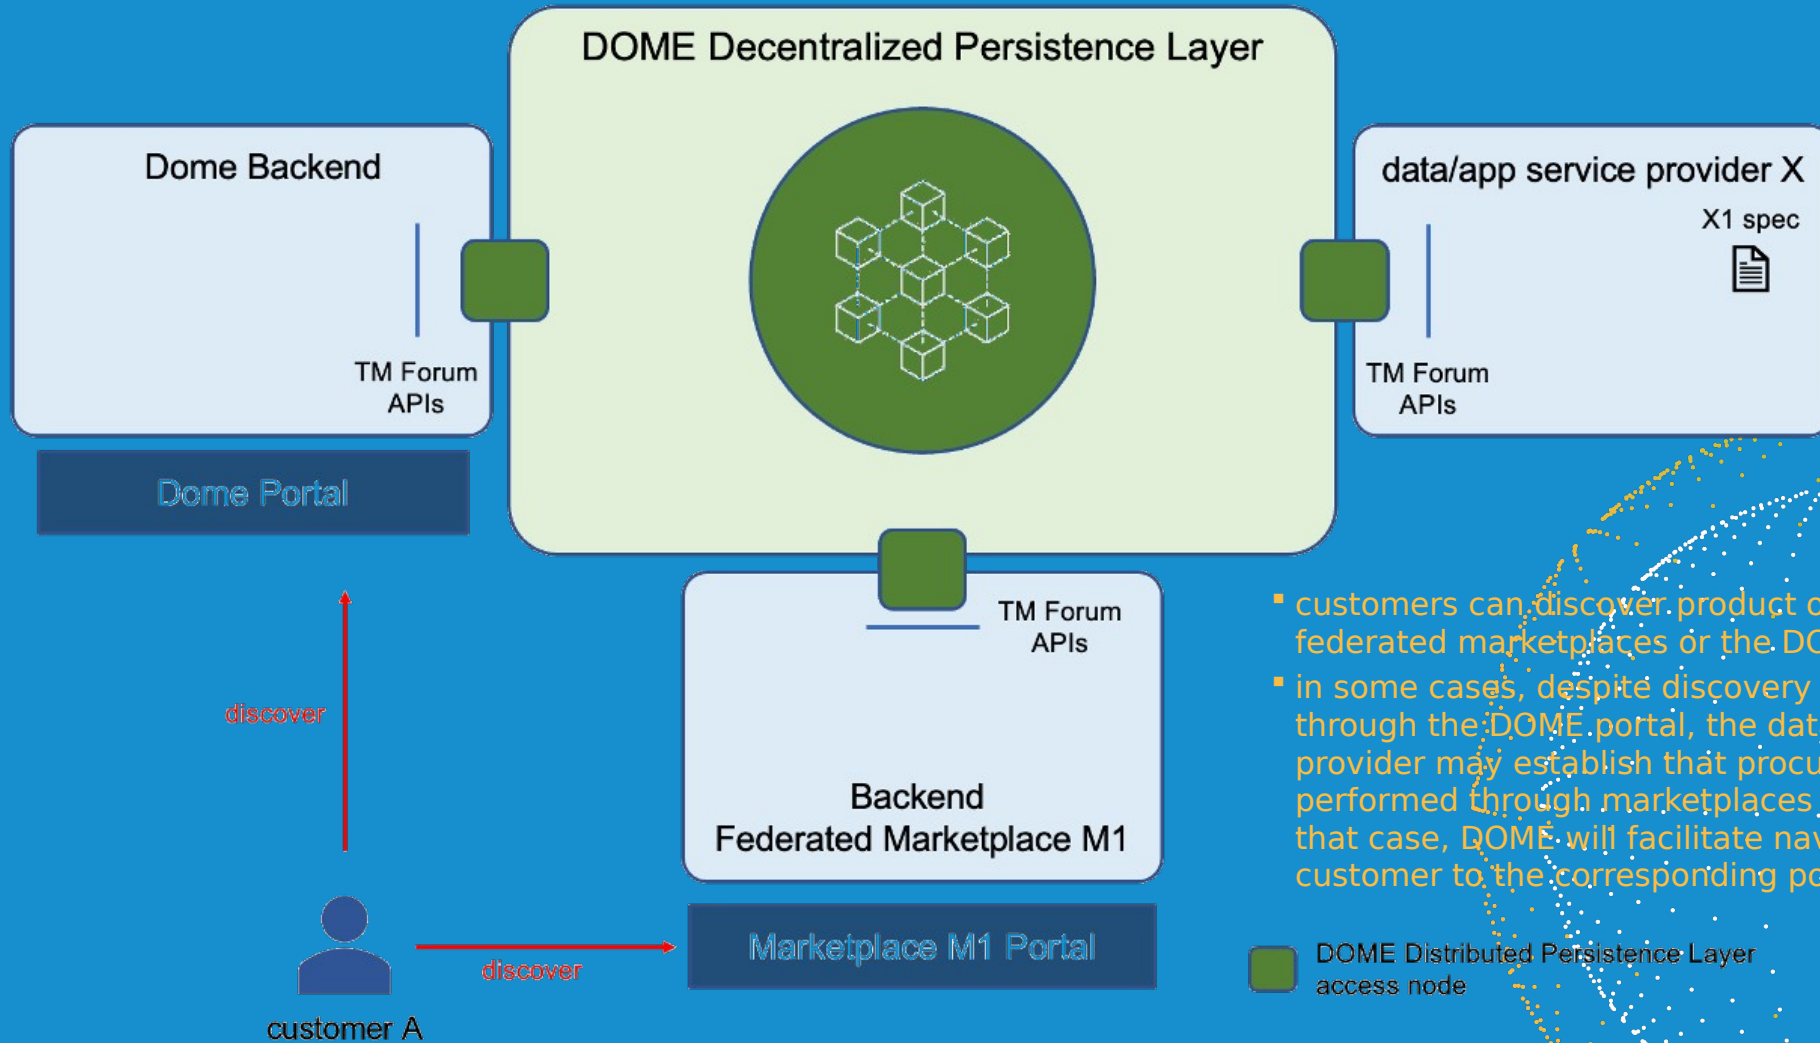 DOME Decentralized Persistence Layer
Dome Backend
TM Forum
APIs
Dome Portal
data/app service provider X
X1 spec
TM Forum
APIs
TM Forum
APIs
Backend
Federated Marketplace M1
Marketplace M1 Portal
discover
discover
customer A
customers can discover product
federated marketplaces or the
in some cases, despite discovery
through the DOME portal, the
provider may establish that
performed through marketplaces
that case, DOME will facilitate
customer to the corresponding
DOME Distributed Persistence Layer
access node